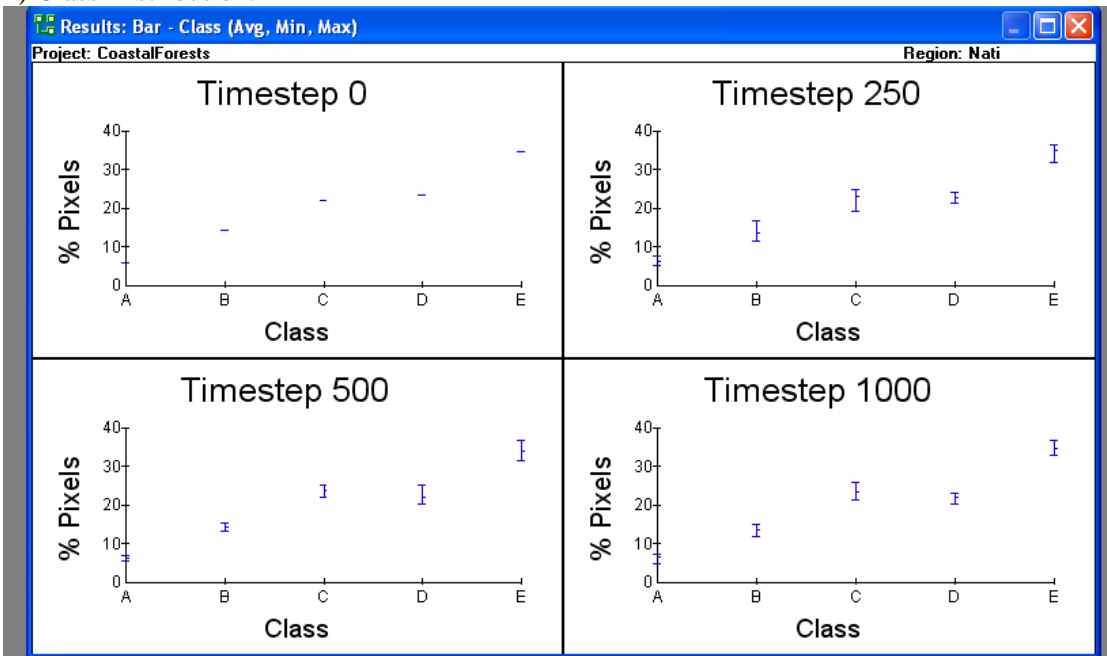 Results: Bar - Class (Avg, Min, Max)
Project: CoastalForests Region: Nati
Timestep 0
% Pixels
40
30
20
10
0
A B C D E
Class
Timestep 250
% Pixels
40
30
20
10
0
A B C D E
Class
Timestep 500
% Pixels
40
30
20
10
0
A B C D E
Class
Timestep 1000
% Pixels
40
30
20
10
0
A B C D E
Class